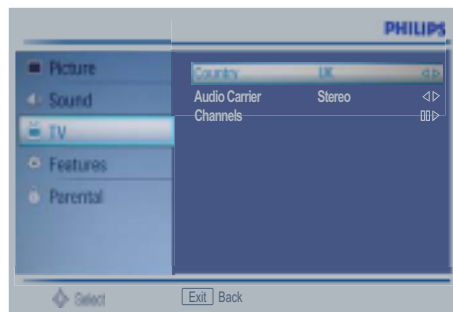 PHILIPS
Picture
Sound
TV
Features
Parental
Country UK
Audio Carrier Stereo
Channels
Select
Exit Back